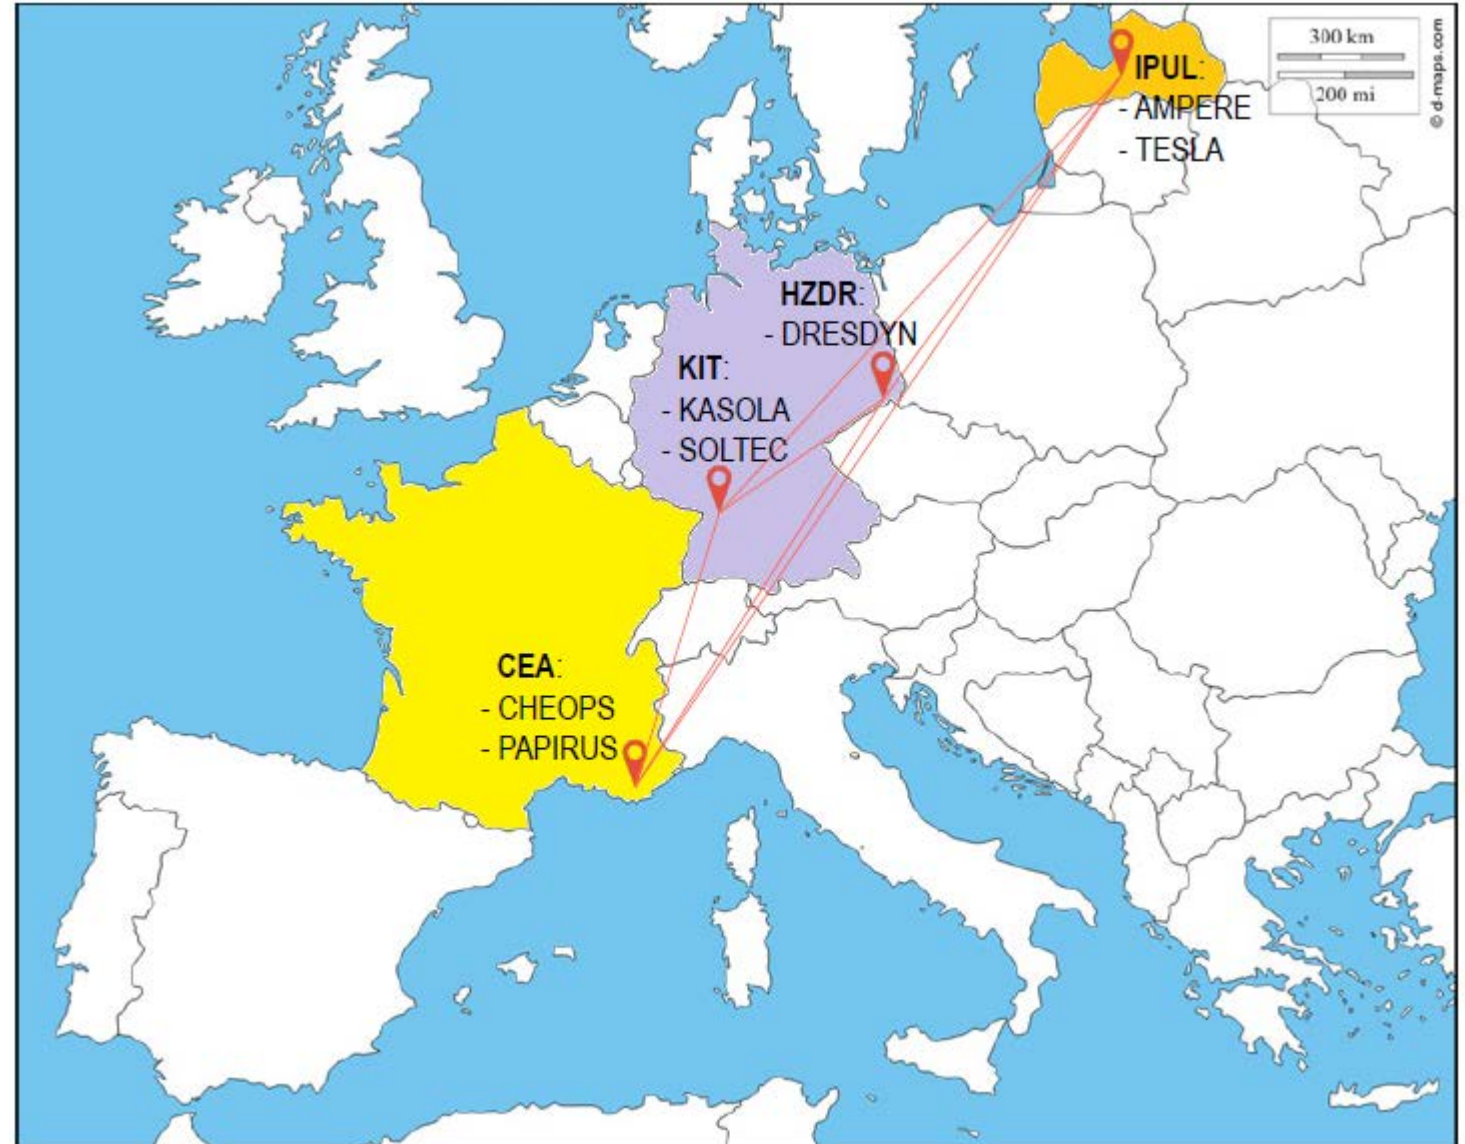 300 km
200 mi
© d-maps.com
IPUL:
- AMPERE
- TESLA
HZDR:
- DRESDYN
KIT:
- KASOLA
- SOLTEC
CEA:
- CHEOPS
- PAPIRUS